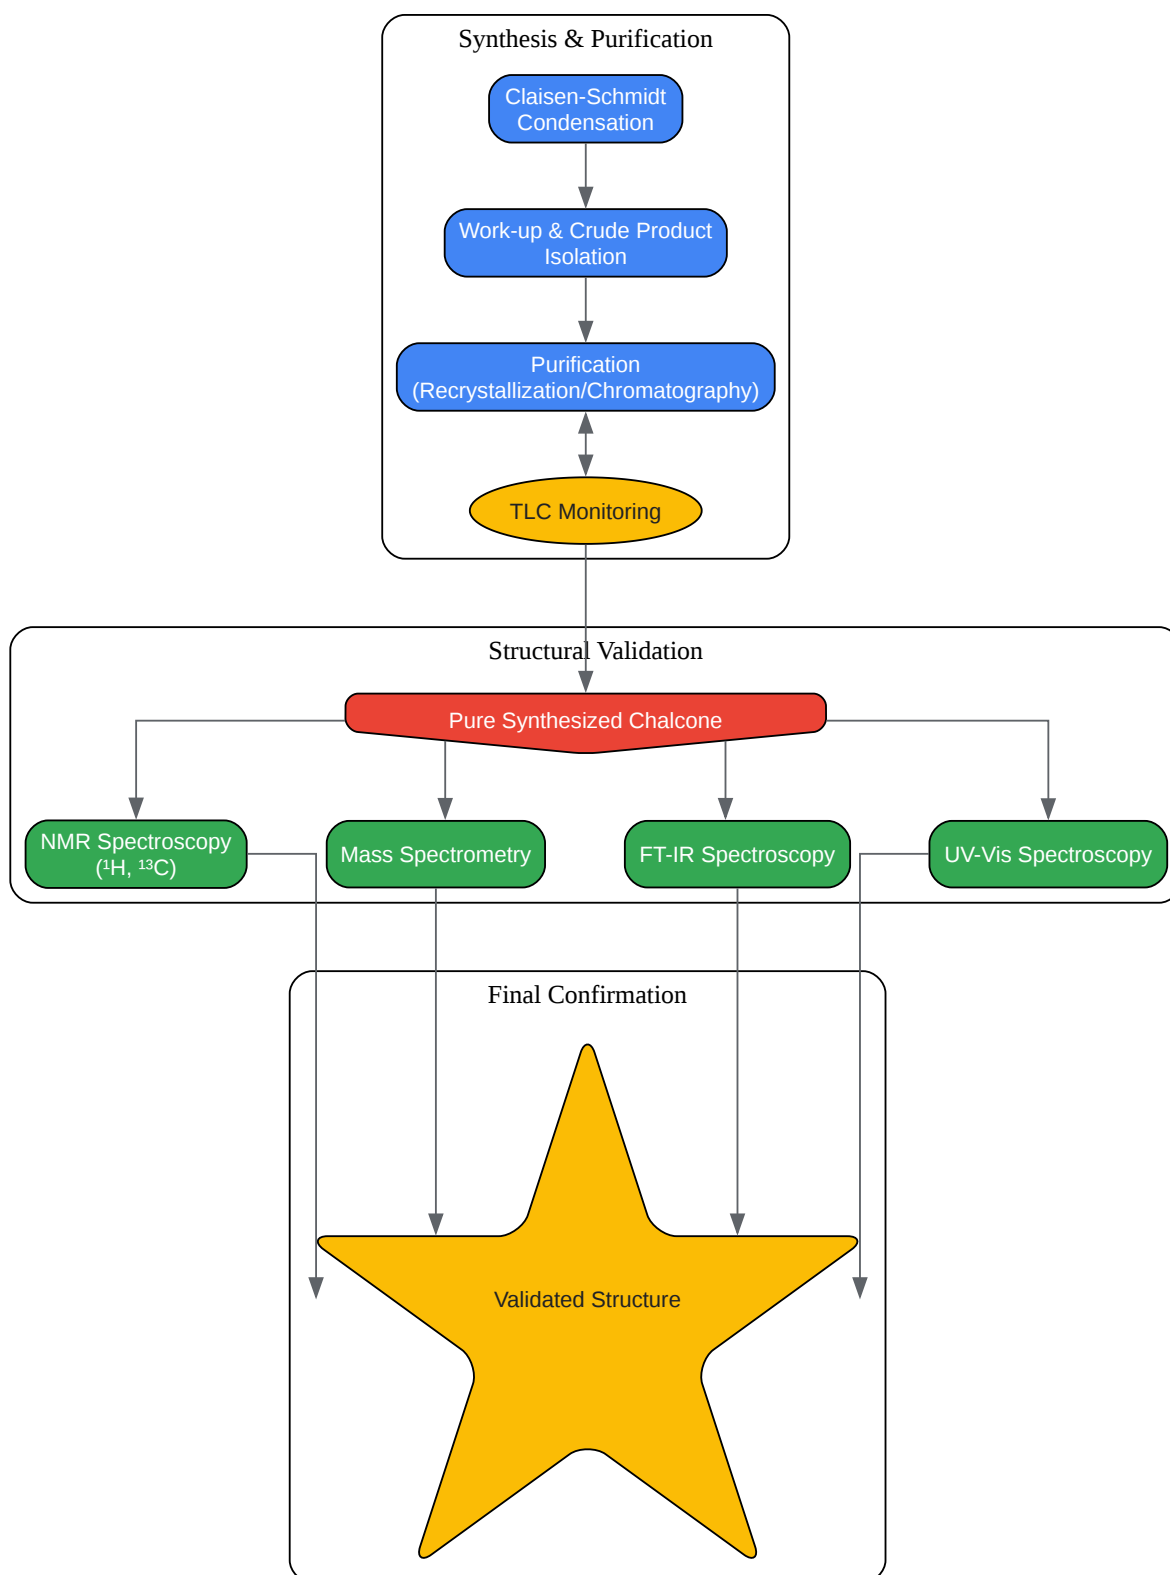 Synthesis & Purification
Claisen-Schmidt
Condensation
Work-up & Crude Product
Isolation
Purification
(Recrystallization/Chromatography)
TLC Monitoring
Structural Validation
Pure Synthesized Chalcone
NMR Spectroscopy
(¹H, ¹³C)
Mass Spectrometry
FT-IR Spectroscopy
UV-Vis Spectroscopy
Final Confirmation
Validated Structure